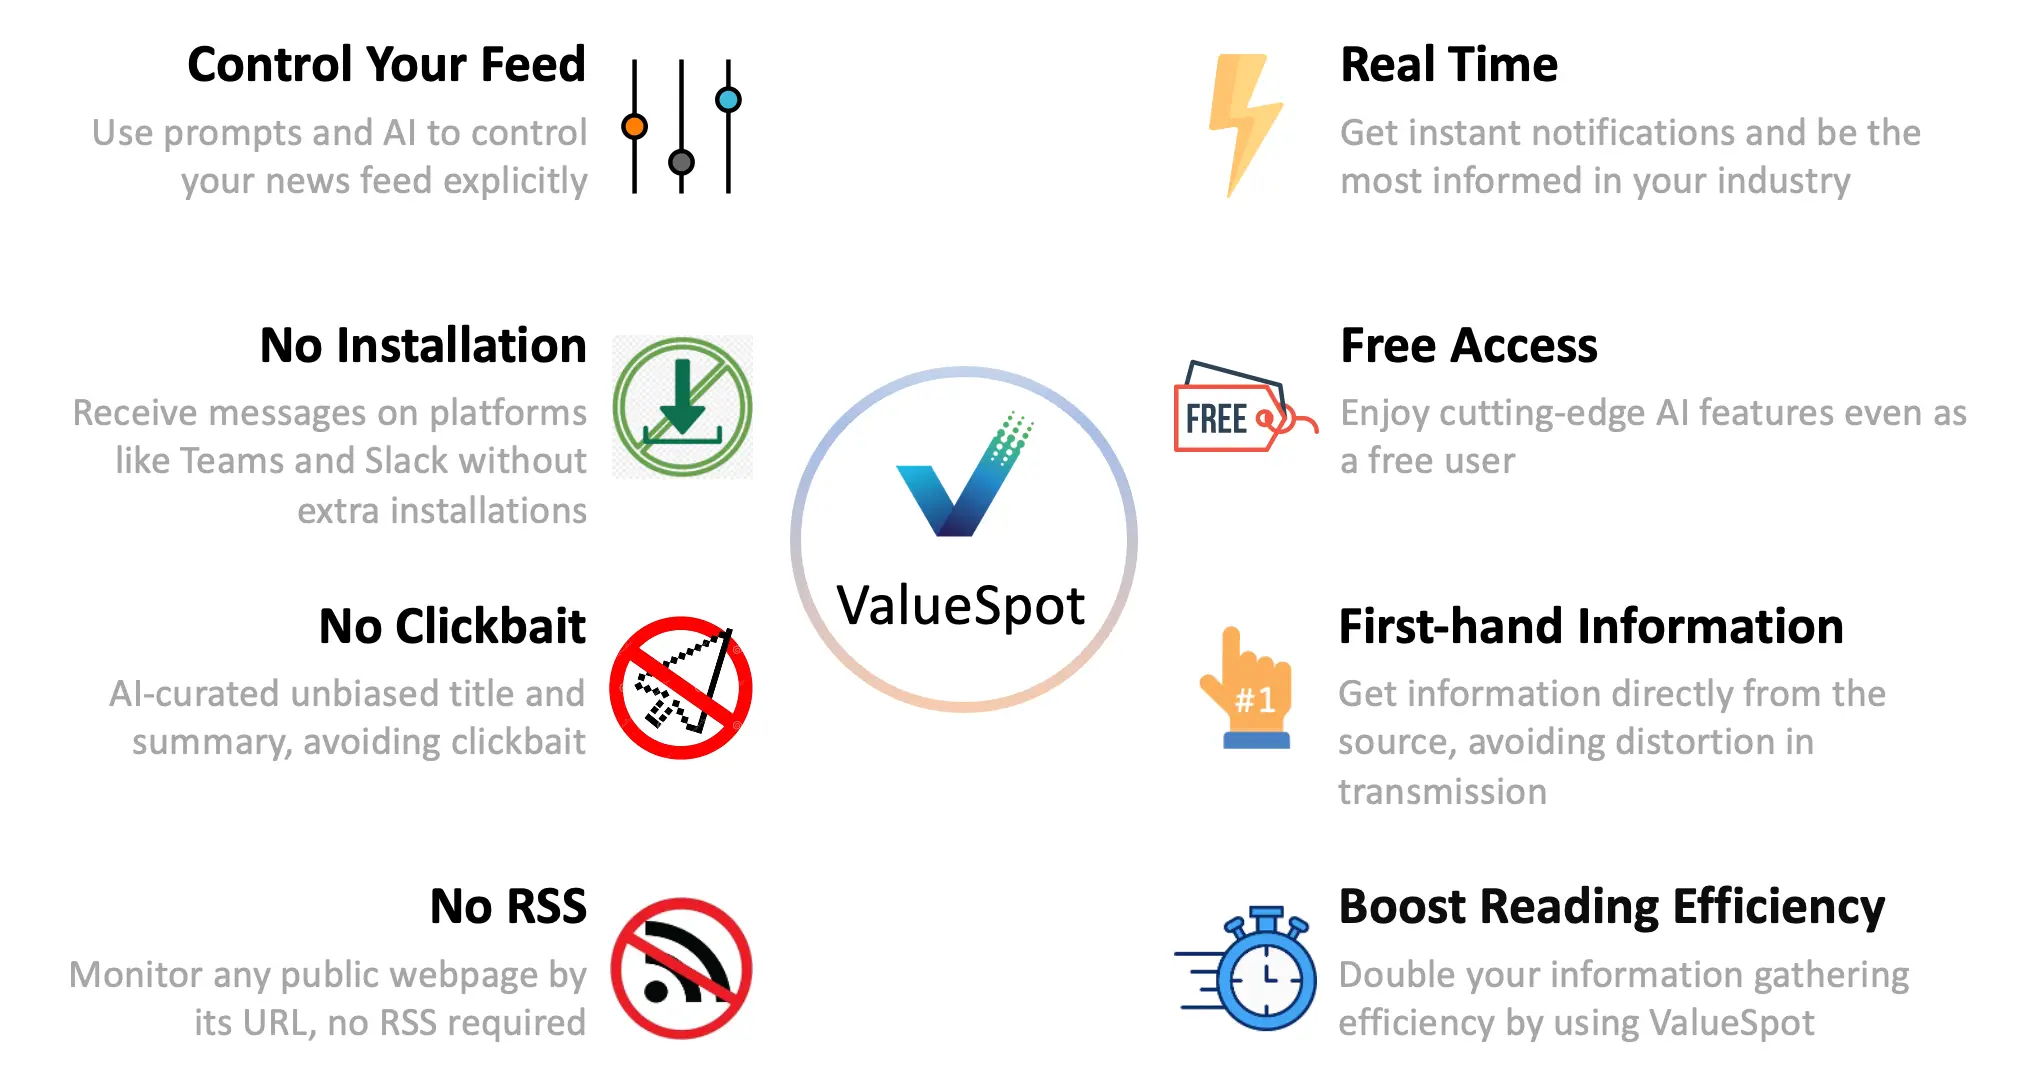 Control Your Feed
Use prompts and AI to control
your news feed explicitly
No Installation
Receive messages on platforms
like Teams and Slack without
extra installations
No Clickbait
AI-curated unbiased title and
summary, avoiding clickbait
No RSS
Monitor any public webpage by
its URL, no RSS required
ValueSpot
Real Time
Get instant notifications and be the
most informed in your industry
FREE
Free Access
Enjoy cutting-edge AI features even as
a free user
#1
First-hand Information
Get information directly from the
source, avoiding distortion in
transmission
Boost Reading Efficiency
Double your information gathering
efficiency by using ValueSpot